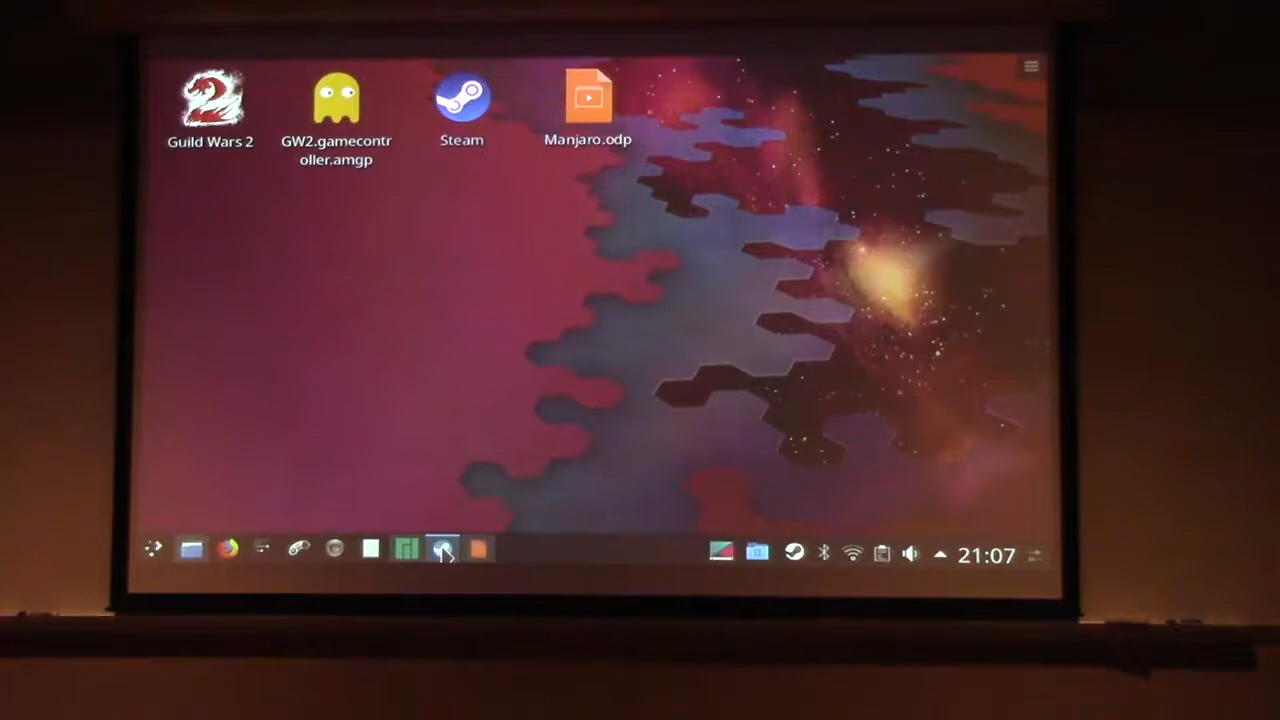 Guild Wars 2
GW2.gamecontr
oller.amgp
Steam
Manjaro.odp
21:07